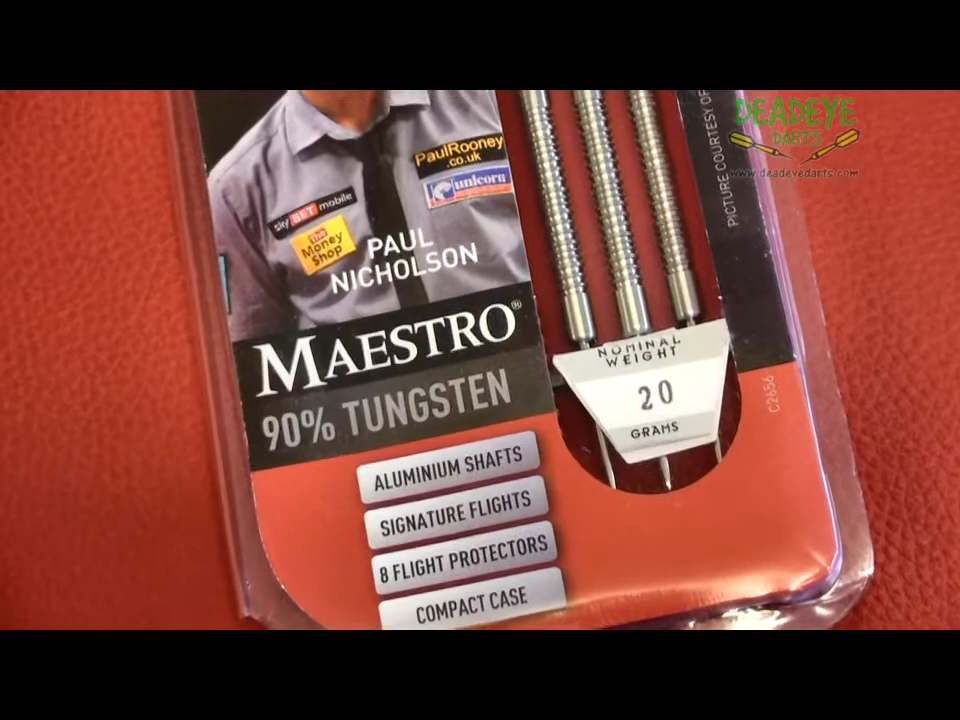 DEADEYE
DARTS
www.deadeyedarts.com
PICTURE COURTESY OF
PaulRooney
.co.uk
unicorn
sky BET mobile
The
Money
Shop
PAUL
NICHOLSON
MAESTRO®
90% TUNGSTEN
NOMINAL
WEIGHT
20
GRAMS
C2656
ALUMINIUM SHAFTS
SIGNATURE FLIGHTS
8 FLIGHT PROTECTORS
COMPACT CASE